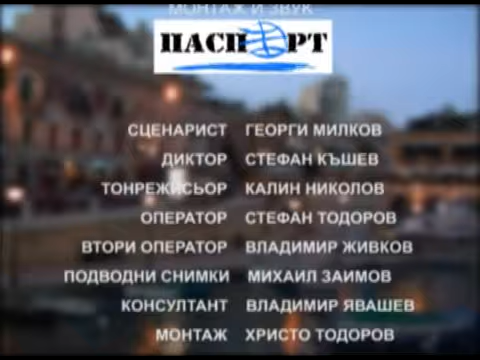 МОНТАЖ И ЗВУК
ПАСПОРТ
СЦЕНАРИСТ ГЕОРГИ МИЛКОВ
ДИКТОР СТЕФАН КЪШЕВ
ТОНРЕЖИСЬОР КАЛИН НИКОЛОВ
ОПЕРАТОР СТЕФАН ТОДОРОВ
ВТОРИ ОПЕРАТОР ВЛАДИМИР ЖИВКОВ
ПОДВОДНИ СНИМКИ МИХАИЛ ЗАИМОВ
КОНСУЛТАНТ ВЛАДИМИР ЯВАШЕВ
МОНТАЖ ХРИСТО ТОДОРОВ